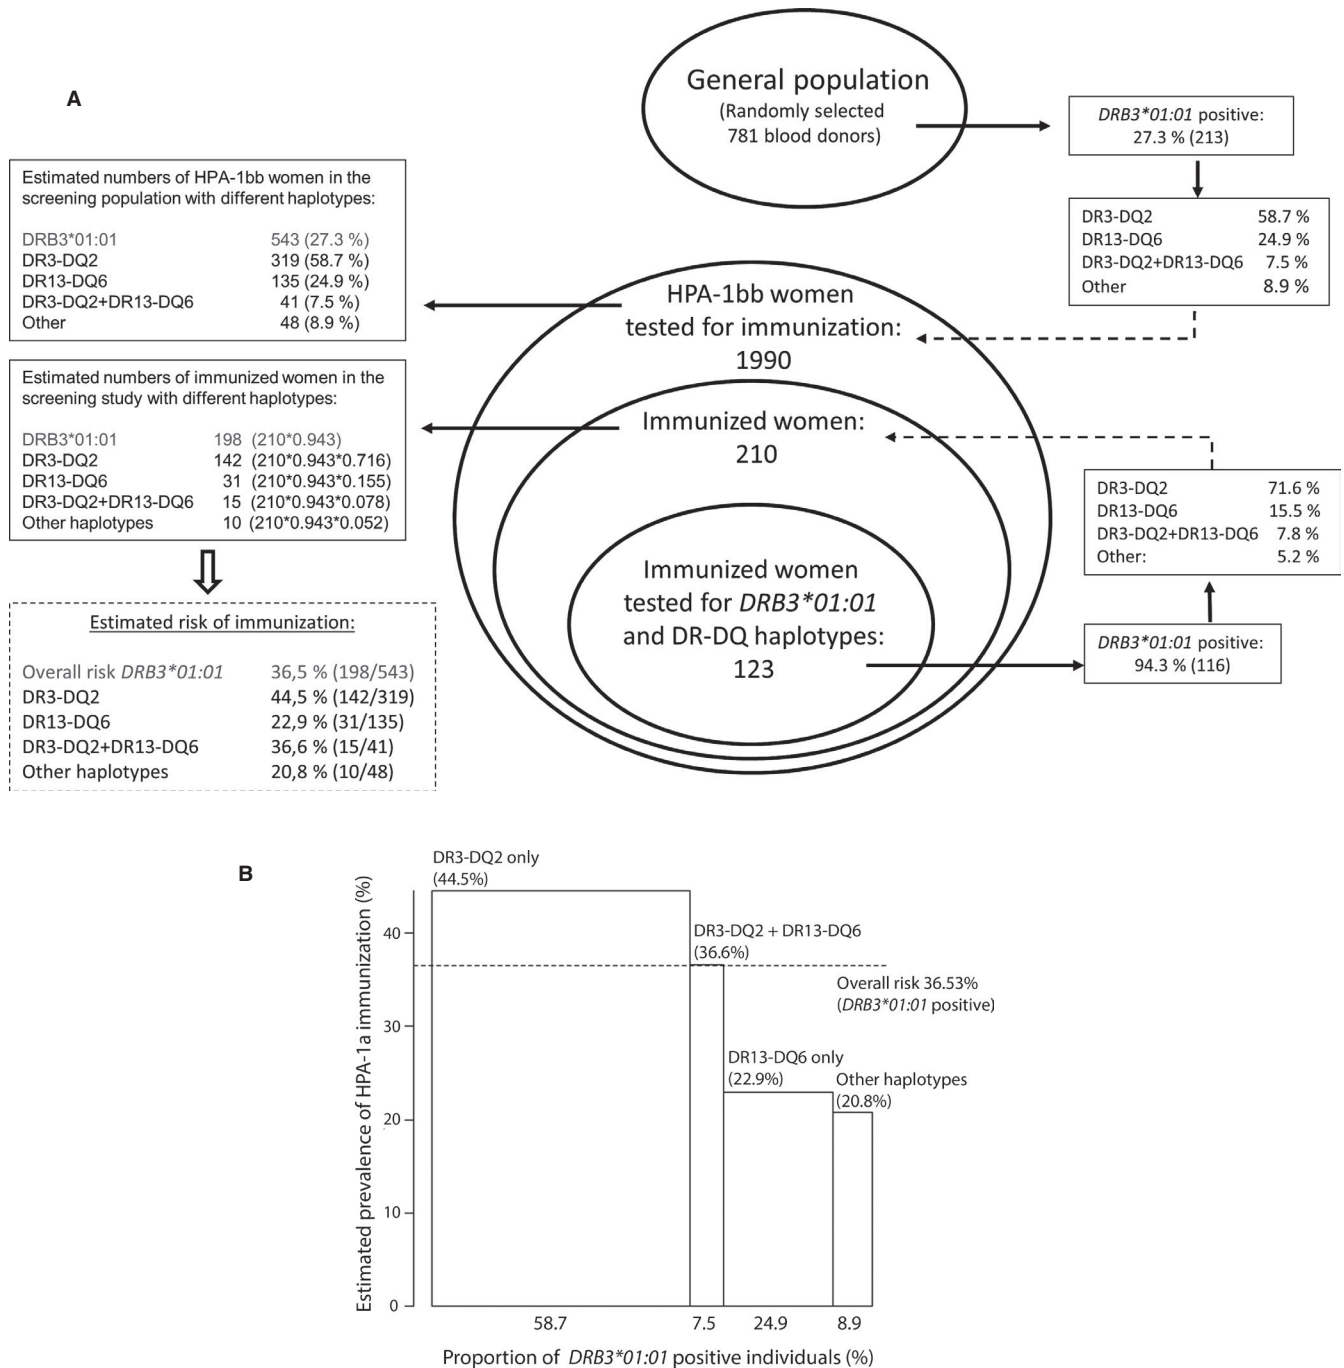 A
General population
(Randomly selected
781 blood donors)
DRB3*01:01 positive:
27.3 % (213)
DR3-DQ2 58.7 %
DR13-DQ6 24.9 %
DR3-DQ2+DR13-DQ6 7.5 %
Other 8.9 %
Estimated numbers of HPA-1bb women in the
screening population with different haplotypes:
DRB3*01:01 543 (27.3 %)
DR3-DQ2 319 (58.7 %)
DR13-DQ6 135 (24.9 %)
DR3-DQ2+DR13-DQ6 41 (7.5 %)
Other 48 (8.9 %)
HPA-1bb women
tested for immunization:
1990
Estimated numbers of immunized women in the
screening study with different haplotypes:
DRB3*01:01 198 (210*0.943)
DR3-DQ2 142 (210*0.943*0.716)
DR13-DQ6 31 (210*0.943*0.155)
DR3-DQ2+DR13-DQ6 15 (210*0.943*0.078)
Other haplotypes 10 (210*0.943*0.052)
Immunized women:
210
DR3-DQ2 71.6 %
DR13-DQ6 15.5 %
DR3-DQ2+DR13-DQ6 7.8 %
Other: 5.2 %
Immunized women
tested for DRB3*01:01
and DR-DQ haplotypes:
123
DRB3*01:01 positive:
94.3 % (116)
Estimated risk of immunization:
Overall risk DRB3*01:01 36,5 % (198/543)
DR3-DQ2 44,5 % (142/319)
DR13-DQ6 22,9 % (31/135)
DR3-DQ2+DR13-DQ6 36,6 % (15/41)
Other haplotypes 20,8 % (10/48)
B
Estimated prevalence of HPA-1a immunization (%)
40
30
20
10
0
DR3-DQ2 only
(44.5%)
DR3-DQ2 + DR13-DQ6
(36.6%)
Overall risk 36.53%
(DRB3*01:01 positive)
DR13-DQ6 only
(22.9%)
Other haplotypes
(20.8%)
58.7 7.5 24.9 8.9
Proportion of DRB3*01:01 positive individuals (%)